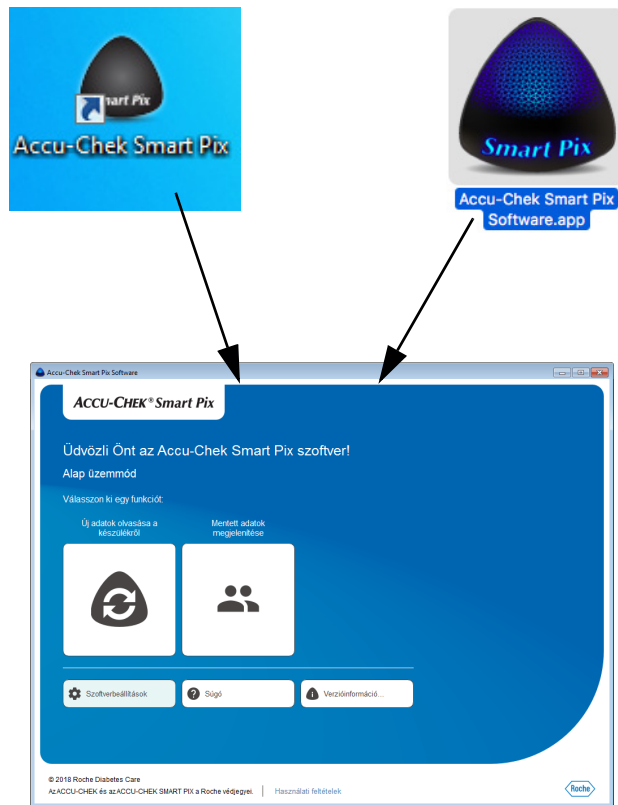 art Pix
Accu-Chek Smart Pix
Smart Pix
Accu-Chek Smart Pix
Software.app
Accu-Chek Smart Pix Software
ACCU-CHEK® Smart Pix
Üdvözli Önt az Accu-Chek Smart Pix szoftver!
Alap üzemmód
Válasszon ki egy funkciót:
Új adatok olvasása a
készülékről
Mentett adatok
megjelenítése
Szoftverbeállítások
Súgó
Verzióinformáció...
© 2018 Roche Diabetes Care
Az ACCU-CHEK és az ACCU-CHEK SMART PIX a Roche védjegyei.
Használati feltételek
Roche